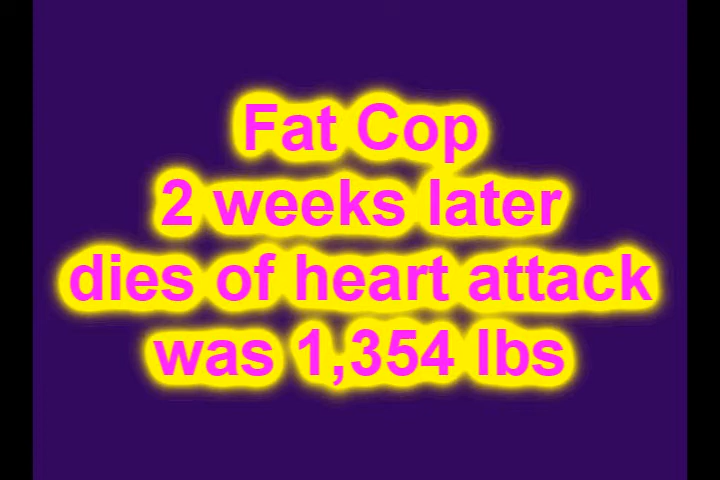 Fat Cop
2 weeks later
dies of heart attack
was 1,354 lbs